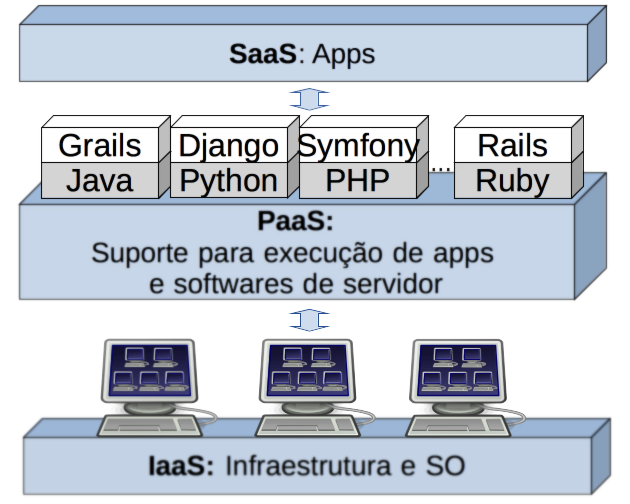 SaaS: Apps
Grails Django Symfony Rails
Java Python PHP ... Ruby
PaaS:
Suporte para execução de apps
e softwares de servidor
IaaS: Infraestrutura e SO